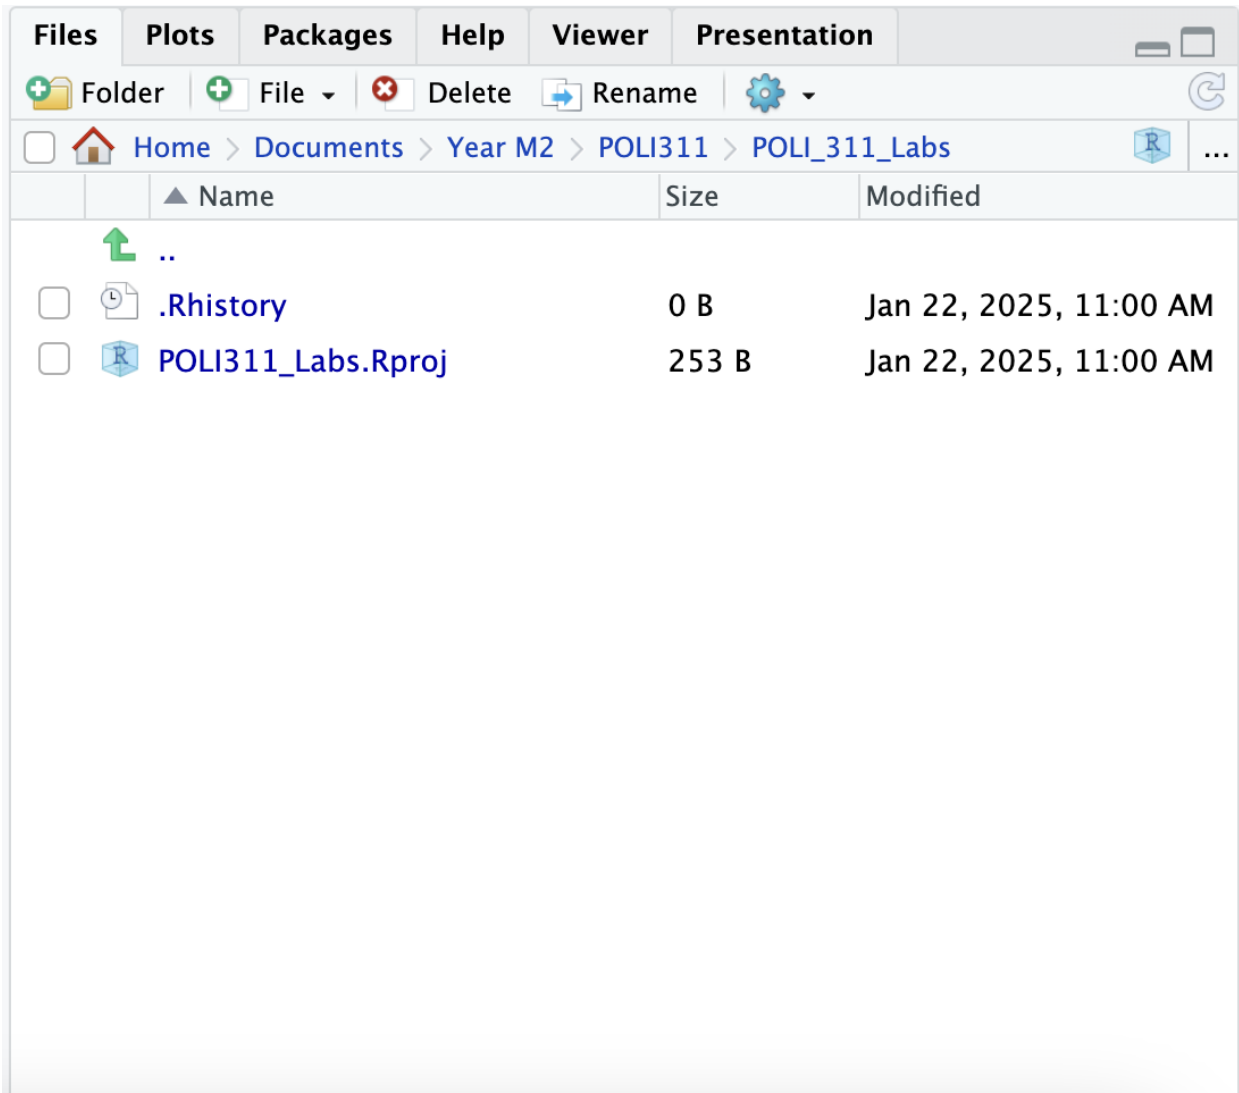 Files Plots Packages Help Viewer Presentation
Folder File Delete Rename
Home > Documents > Year M2 > POLI311 > POLI_311_Labs R ...
Name Size Modified
..
.Rhistory 0 B Jan 22, 2025, 11:00 AM
R POLI311_Labs.Rproj 253 B Jan 22, 2025, 11:00 AM